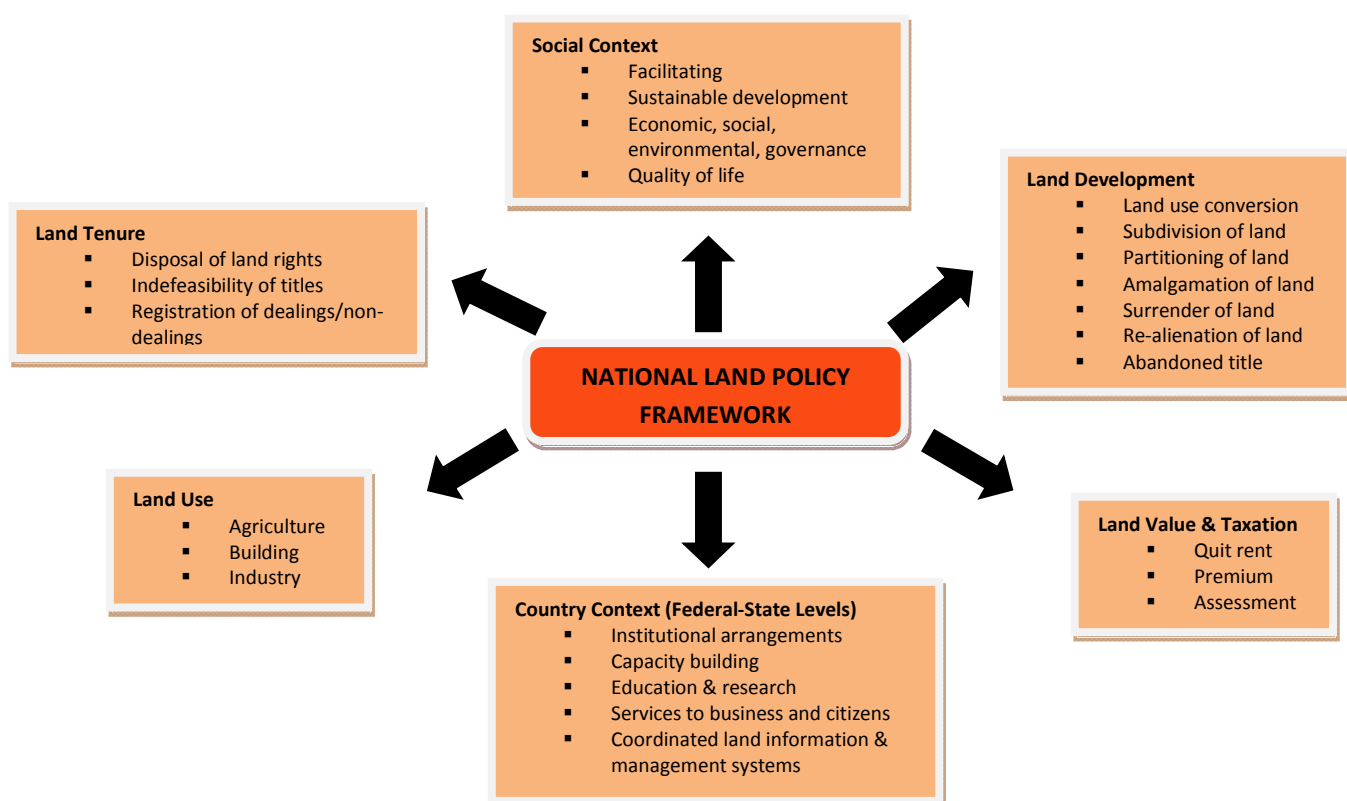 Social Context
▪ Facilitating
▪ Sustainable development
▪ Economic, social,
environmental, governance
▪ Quality of life
Land Development
▪ Land use conversion
▪ Subdivision of land
▪ Partitioning of land
▪ Amalgamation of land
▪ Surrender of land
▪ Re-alienation of land
▪ Abandoned title
Land Tenure
▪ Disposal of land rights
▪ Indefeasibility of titles
▪ Registration of dealings/non-
dealings
NATIONAL LAND POLICY
FRAMEWORK
Land Use
▪ Agriculture
▪ Building
▪ Industry
Land Value & Taxation
▪ Quit rent
▪ Premium
▪ Assessment
Country Context (Federal-State Levels)
▪ Institutional arrangements
▪ Capacity building
▪ Education & research
▪ Services to business and citizens
▪ Coordinated land information &
management systems